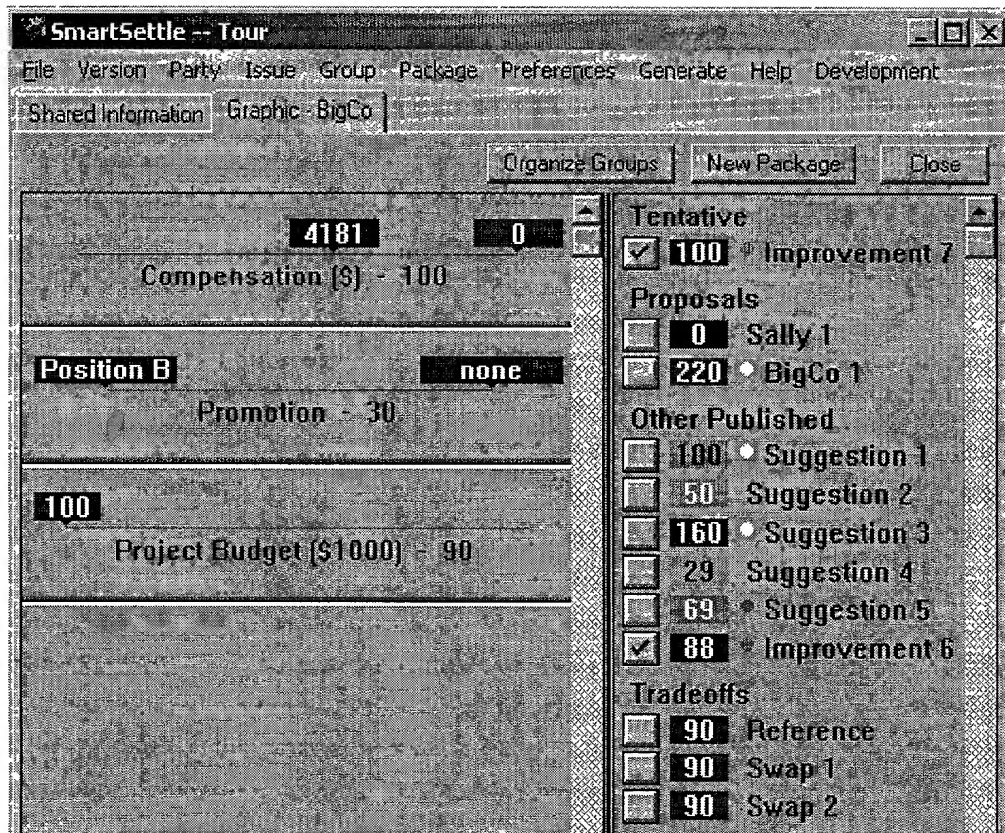 SmartSettle -- Tour
File Version Party Issue Group Package Preferences Generate Help Development
Shared Information Graphic - BigCo
Organize Groups New Package Close
4181 0
Compensation ($) - 100
Position B none
Promotion - 30
100
Project Budget ($1000) - 90
Tentative
100 Improvement 7
Proposals
0 Sally 1
220 BigCo 1
Other Published
100 Suggestion 1
50 Suggestion 2
160 Suggestion 3
29 Suggestion 4
69 Suggestion 5
88 Improvement 6
Tradeoffs
90 Reference
90 Swap 1
90 Swap 2